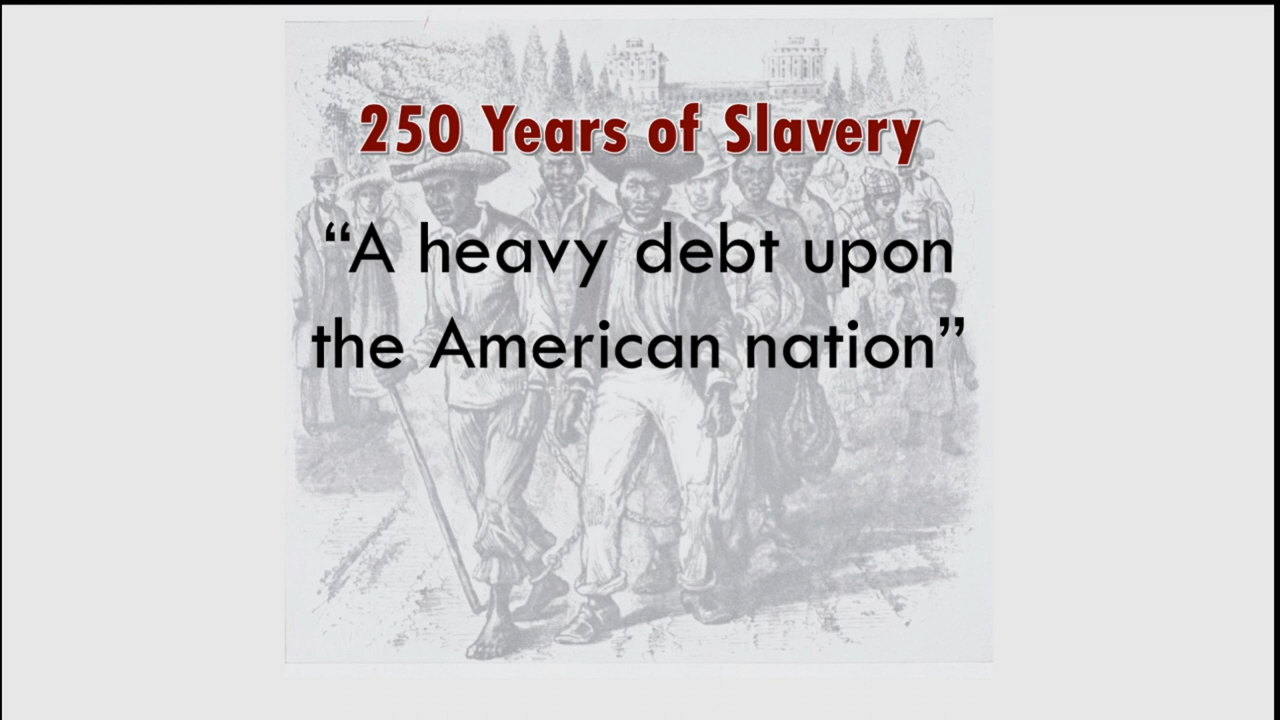 250 Years of Slavery
“A heavy debt upon
the American nation”